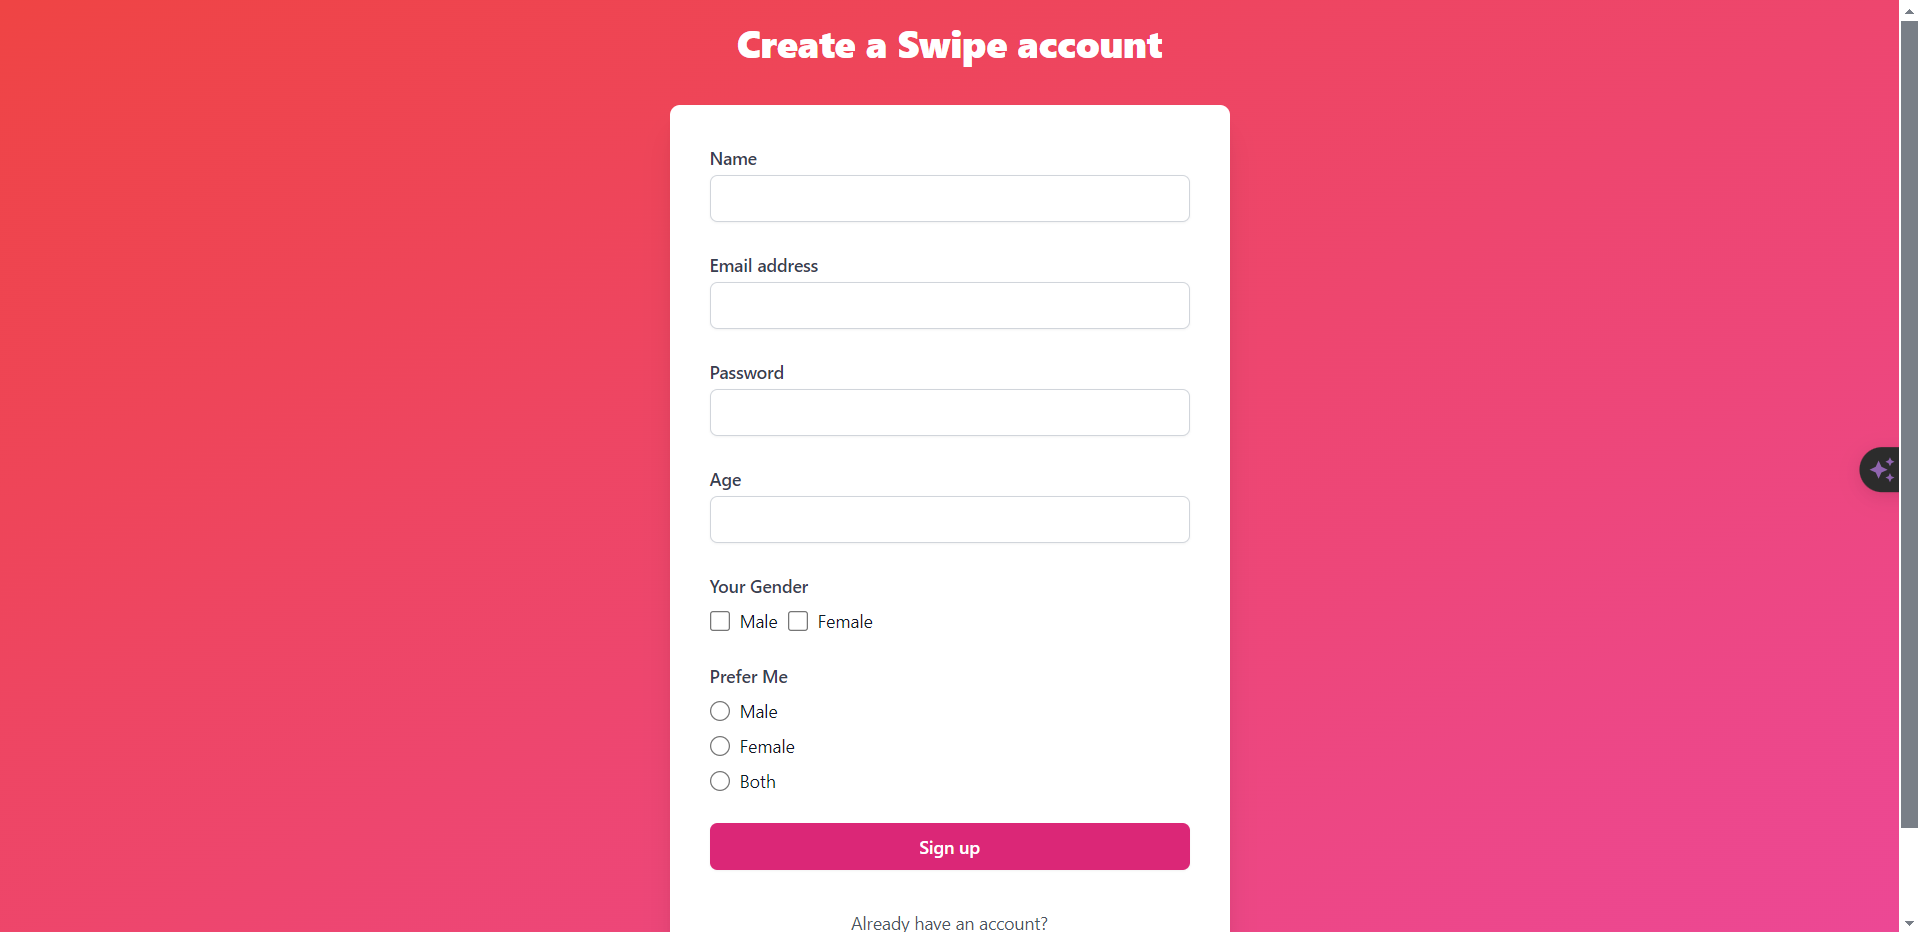 Create a Swipe account
Name
Email address
Password
Age
Your Gender
Male Female
Prefer Me
Male
Female
Both
Sign up
Already have an account?